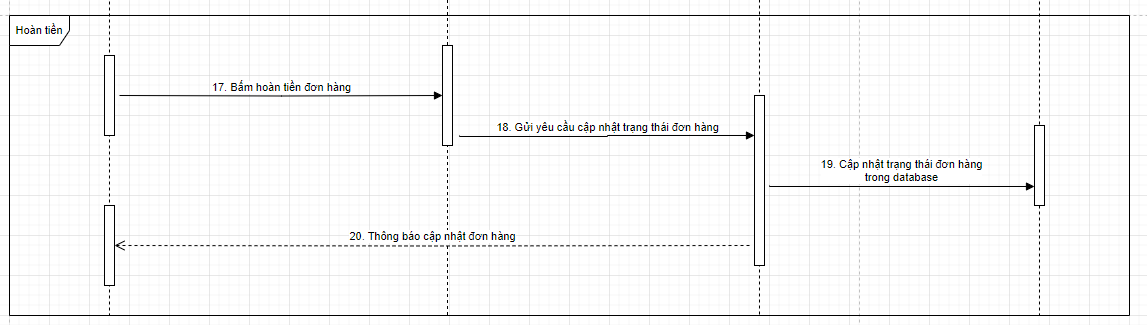 Hoàn tiền
17. Bấm hoàn tiền đơn hàng
18. Gửi yêu cầu cập nhật trạng thái đơn hàng
19. Cập nhật trạng thái đơn hàng
trong database
20. Thông báo cập nhật đơn hàng